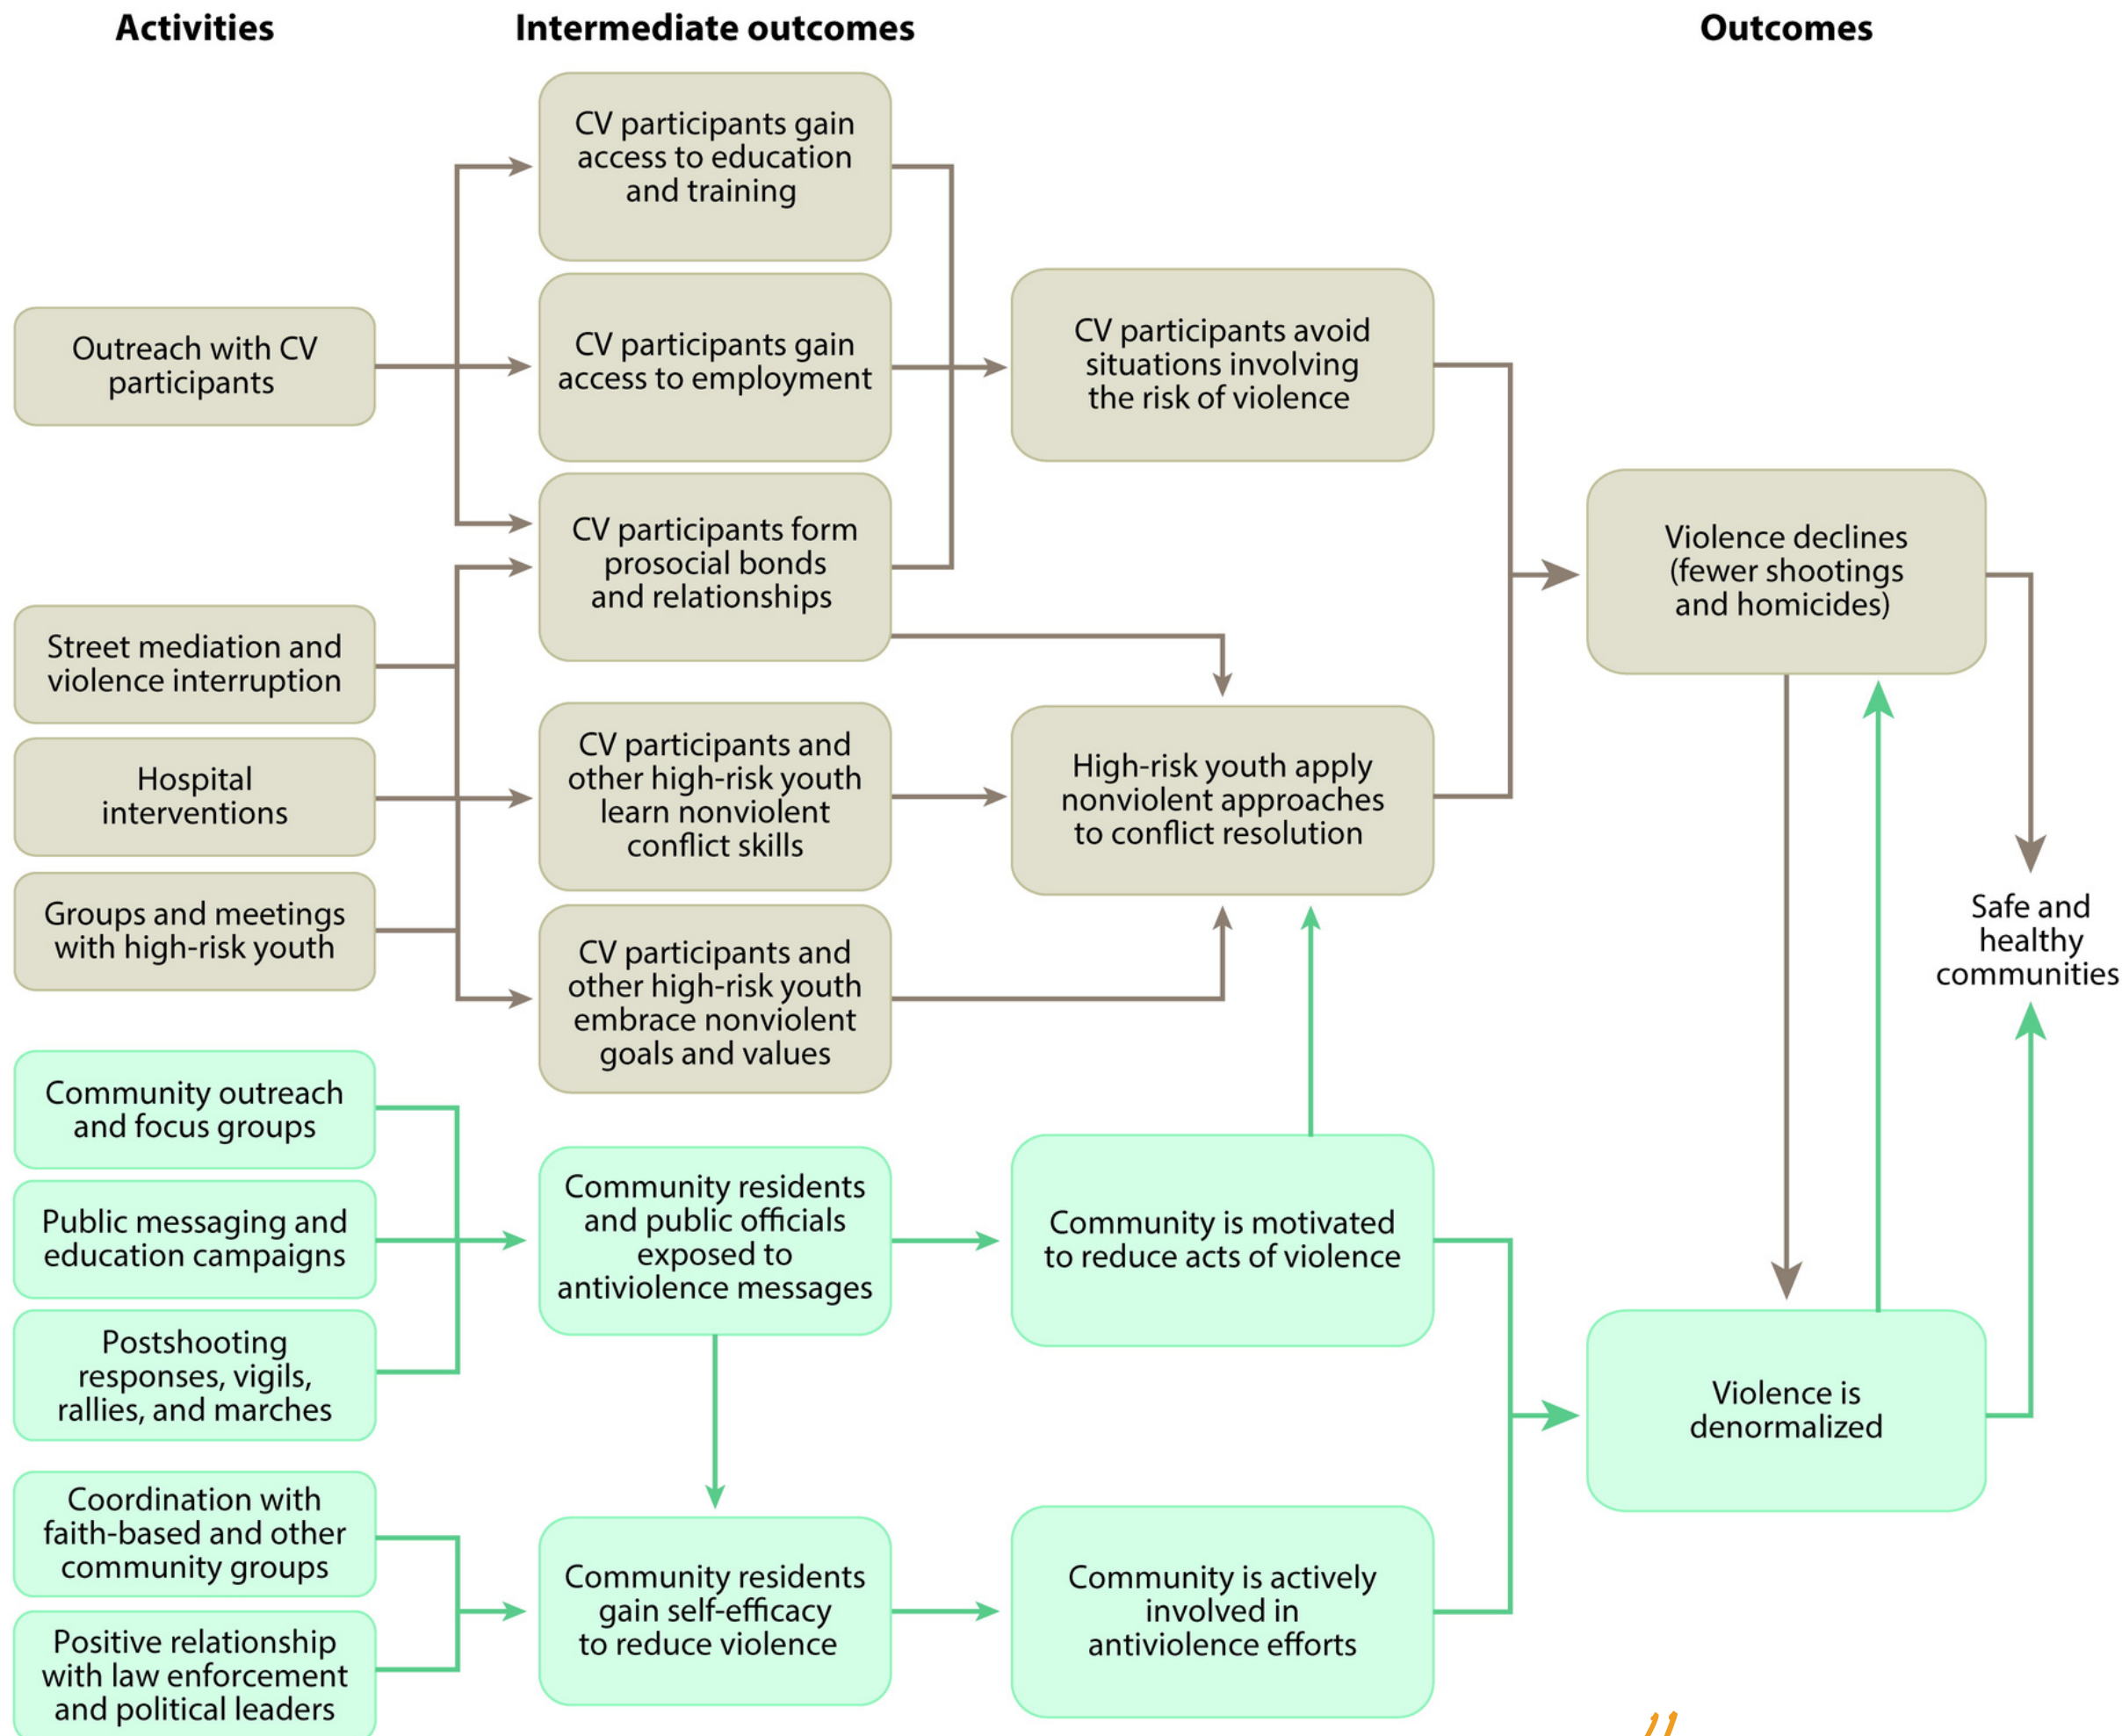 Activities
Intermediate outcomes
Outcomes
CV participants gain
access to education
and training
Outreach with CV
participants
CV participants gain
access to employment
CV participants avoid
situations involving
the risk of violence
CV participants form
prosocial bonds
and relationships
Violence declines
(fewer shootings
and homicides)
Street mediation and
violence interruption
Hospital
interventions
CV participants and
other high-risk youth
learn nonviolent
conflict skills
High-risk youth apply
nonviolent approaches
to conflict resolution
Groups and meetings
with high-risk youth
CV participants and
other high-risk youth
embrace nonviolent
goals and values
Safe and
healthy
communities
Community outreach
and focus groups
Public messaging and
education campaigns
Community residents
and public officials
exposed to
antiviolence messages
Community is motivated
to reduce acts of violence
Postshooting
responses, vigils,
rallies, and marches
Violence is
denormalized
Coordination with
faith-based and other
community groups
Community residents
gain self-efficacy
to reduce violence
Community is actively
involved in
antiviolence efforts
Positive relationship
with law enforcement
and political leaders